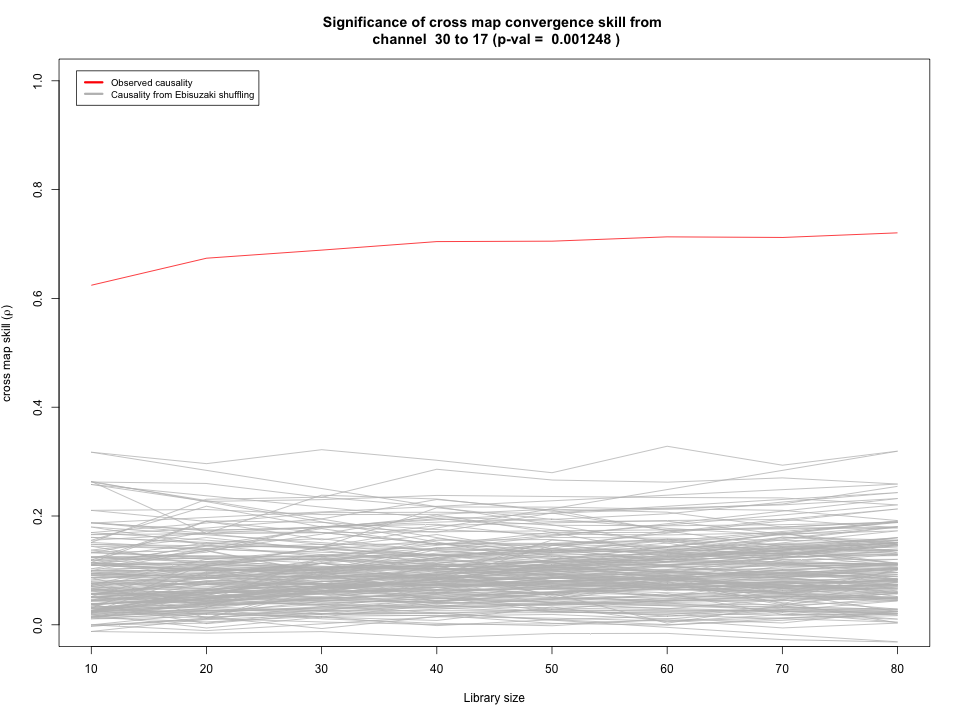 Significance of cross map convergence skill from
channel  30 to 17 (p-val =  0.001248 )
Observed causality
Causality from Ebisuzaki shuffling
cross map skill (ρ)
1.0
0.8
0.6
0.4
0.2
0.0
10 20 30 40 50 60 70 80
Library size